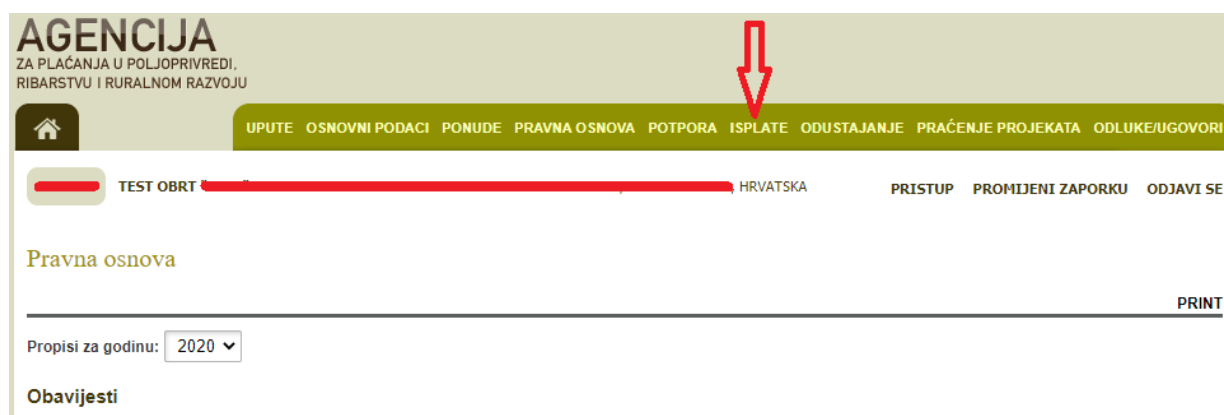 AGENCIJA
ZA PLAĆANJA U POLJOPRIVREDI,
RIBARSTVU I RURALNOM RAZVOJU
UPUTE OSNOVNI PODACI PONUDE PRAVNA OSNOVA POTPORA ISPLATE ODUSTAJANJE PRAĆENJE PROJEKATA ODLUKE/UGOVORI
TEST OBRT , HRVATSKA PRISTUP PROMIJENI ZAPORKU ODJAVI SE
Pravna osnova
PRINT
Propisi za godinu: 2020
Obavijesti